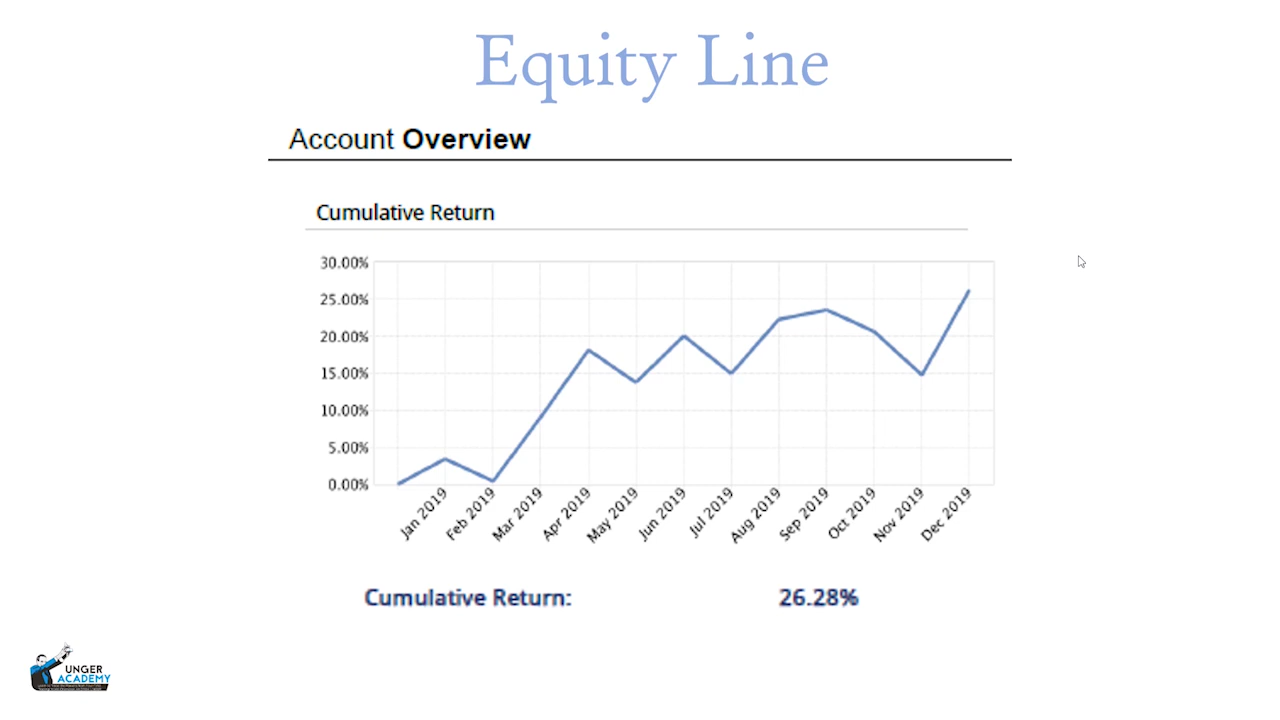 Equity Line
Account Overview
Cumulative Return
30.00%
25.00%
20.00%
15.00%
10.00%
5.00%
0.00%
Jan 2019
Feb 2019
Mar 2019
Apr 2019
May 2019
Jun 2019
Jul 2019
Aug 2019
Sep 2019
Oct 2019
Nov 2019
Dec 2019
Cumulative Return: 26.28%
UNGER
ACADEMY